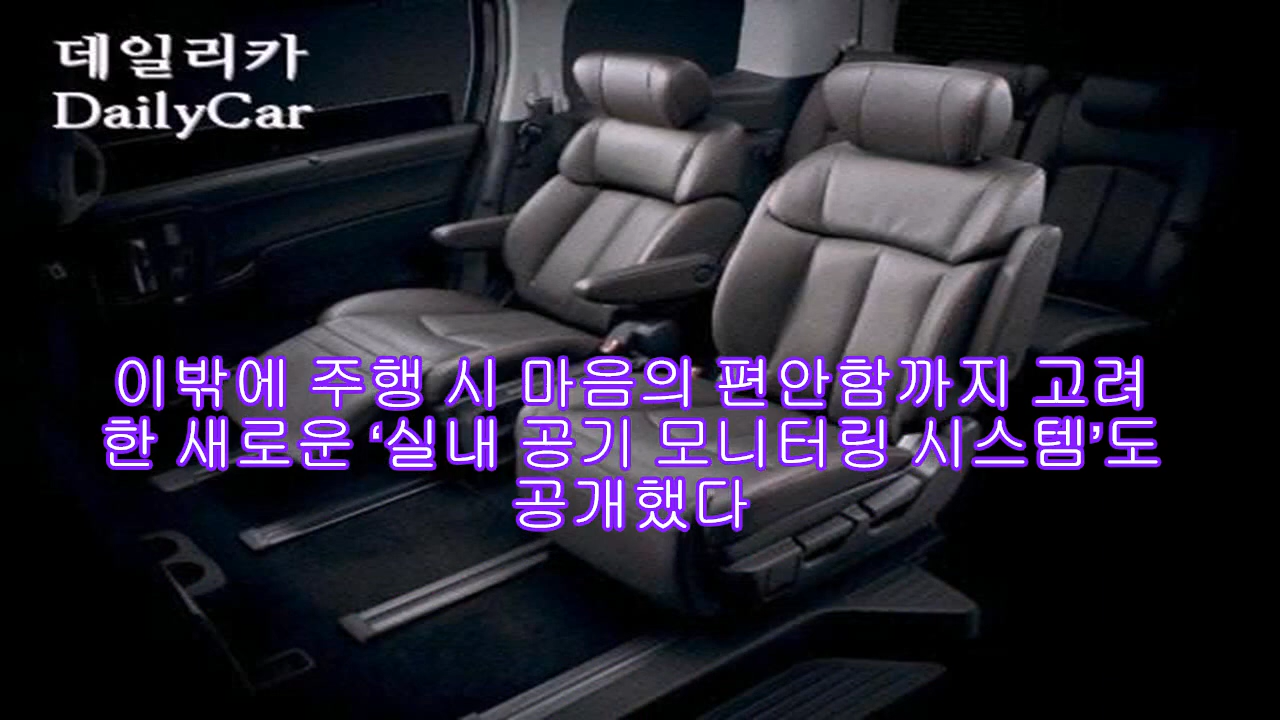 데일리카
DailyCar
이밖에 주행 시 마음의 편안함까지 고려
한 새로운 ‘실내 공기 모니터링 시스템’도
공개했다